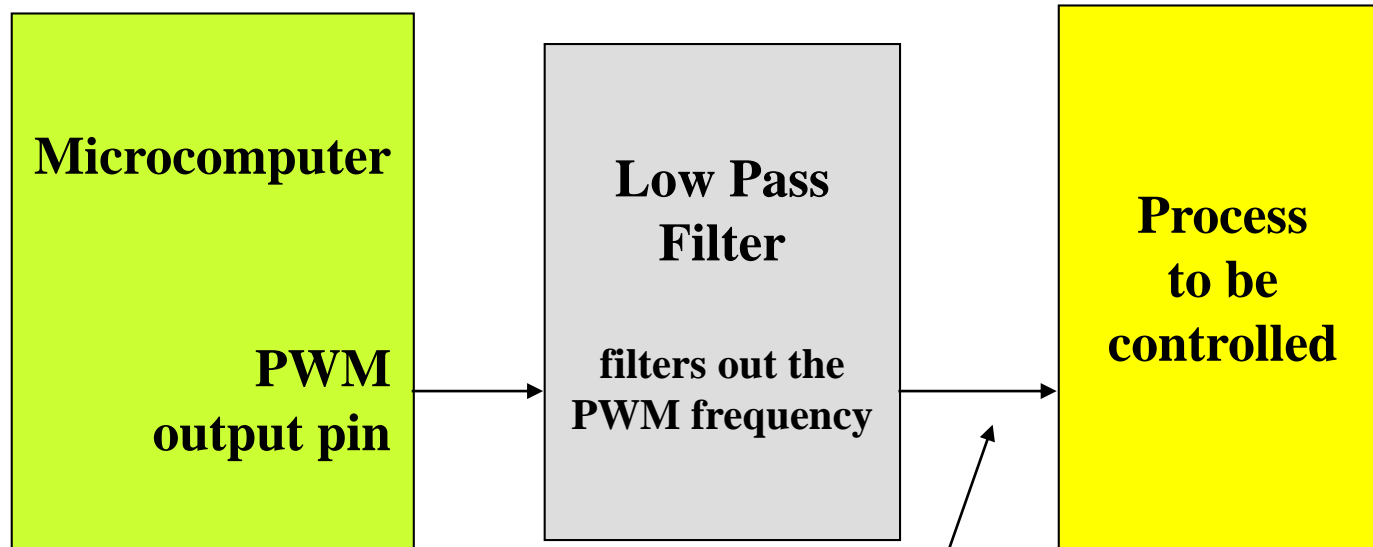 Microcomputer
PWM
output pin
Low Pass
Filter
filters out the
PWM frequency
Process
to be
controlled